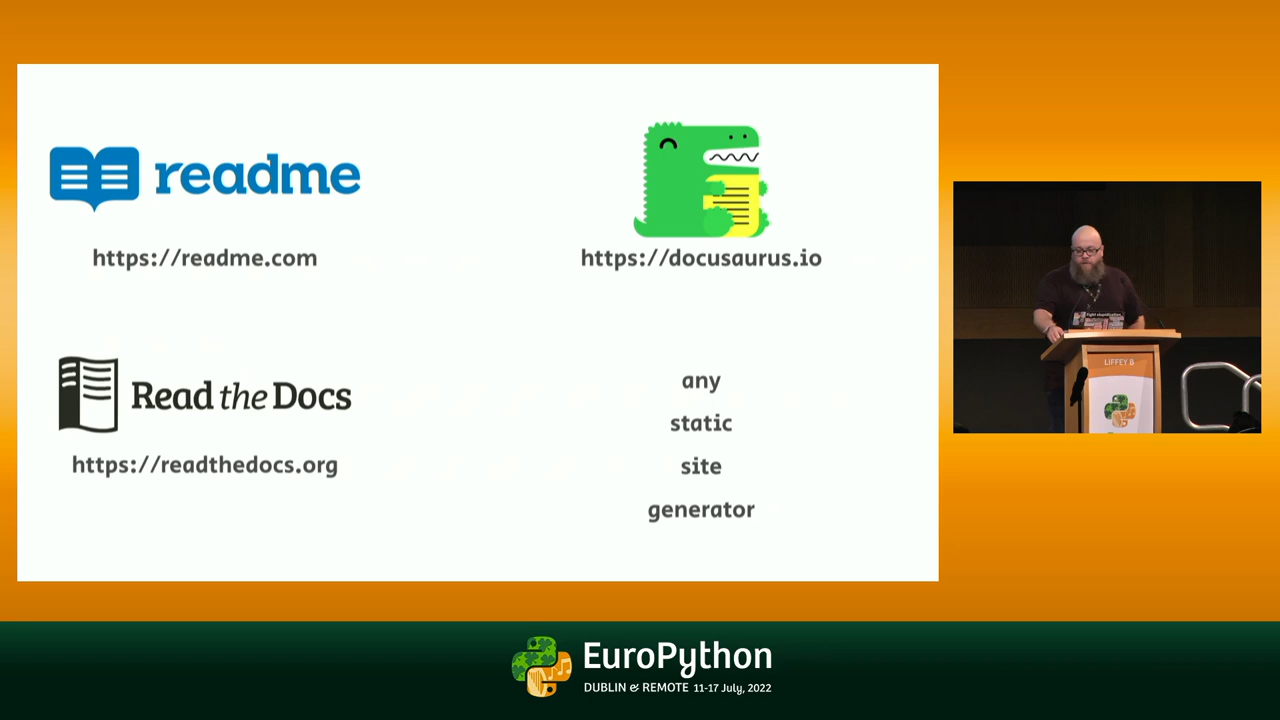 readme
https://readme.com
https://docusaurus.io
Read the Docs
https://readthedocs.org
any
static
site
generator
LIFFEY B
EuroPython
DUBLIN & REMOTE 11-17 July, 2022